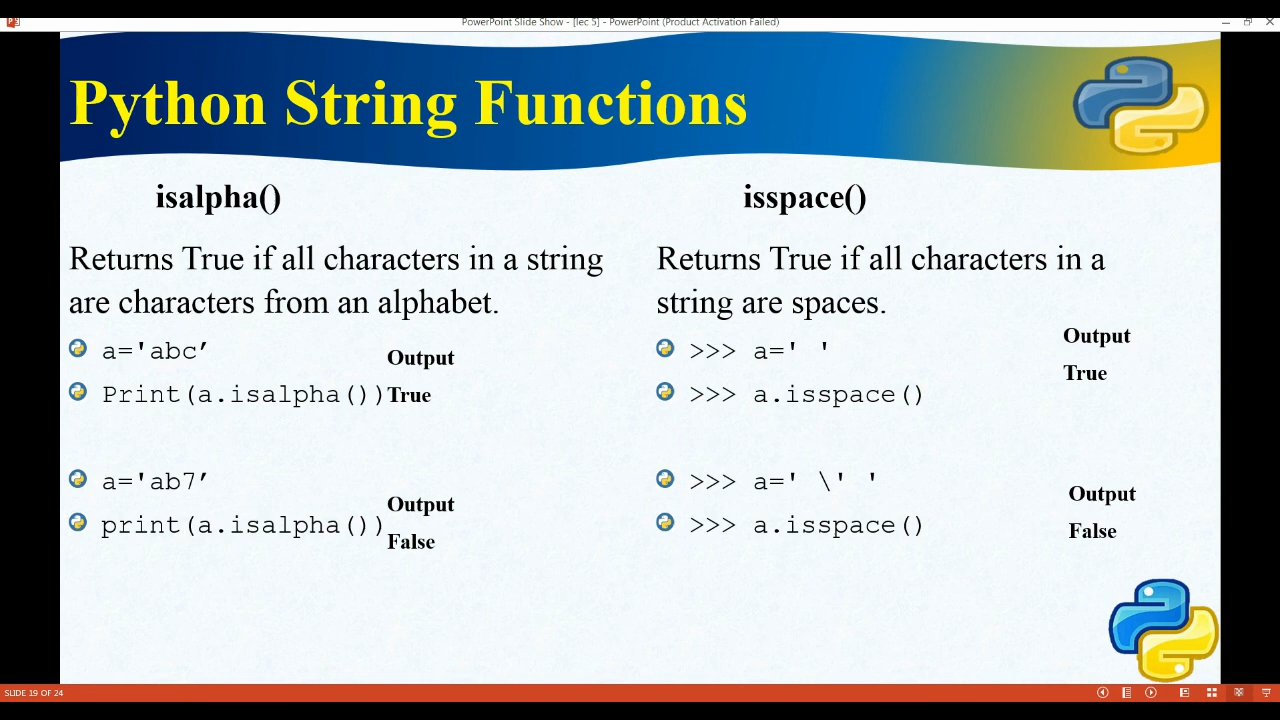 PowerPoint Slide Show - [lec 5] - PowerPoint (Product Activation Failed)
Python String Functions
isalpha()
Returns True if all characters in a string
are characters from an alphabet.
a='abc’
Print(a.isalpha())
Output
True
a='ab7’
print(a.isalpha())
Output
False
isspace()
Returns True if all characters in a
string are spaces.
>>> a=' '
>>> a.isspace()
Output
True
>>> a=' \' '
>>> a.isspace()
Output
False
SLIDE 19 OF 24